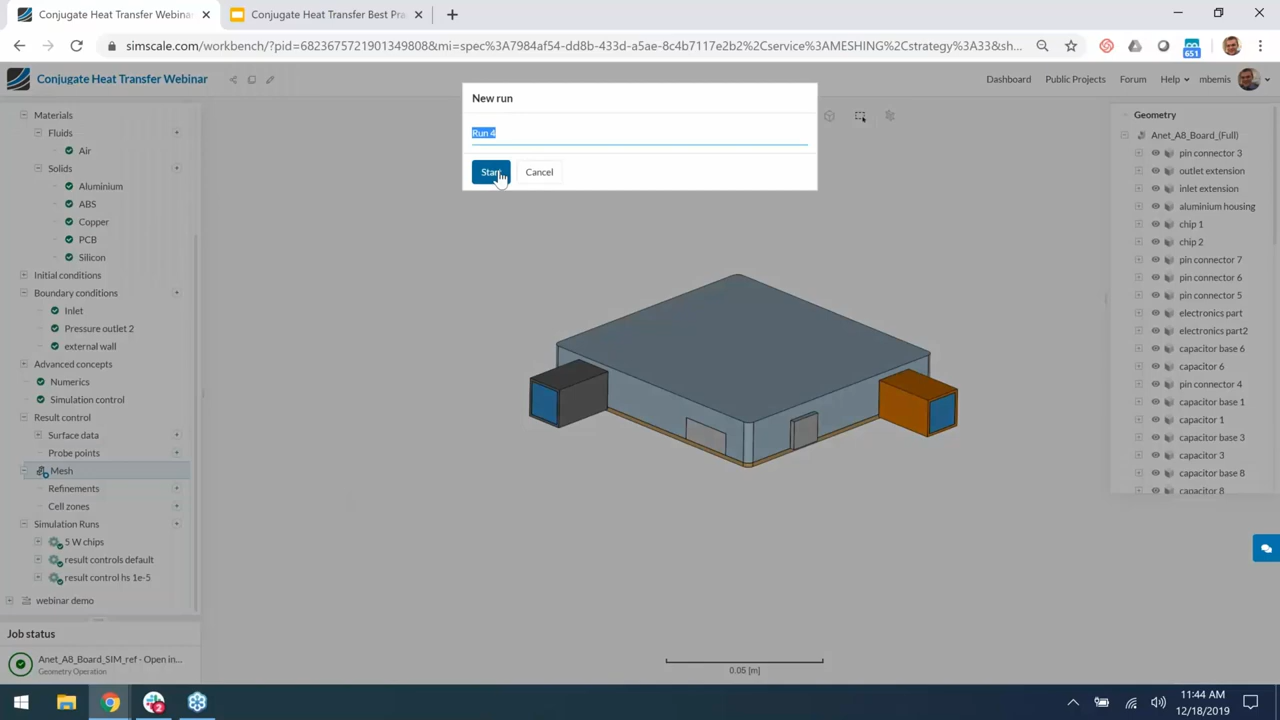 Conjugate Heat Transfer Webinar
Conjugate Heat Transfer Best Pra
simscale.com/workbench/?pid=6823675721901349808&mi=spec%3A7984af54-dd8b-433d-a5ae-8c4b7117e2b2%2Cservice%3AMESHING%2Cstrategy%3A33&sh...
651
Conjugate Heat Transfer Webinar
Dashboard
Public Projects
Forum
Help
mbemis
New run
Run 4
Start
Cancel
Materials
Fluids
Air
Solids
Aluminium
ABS
Copper
PCB
Silicon
Initial conditions
Boundary conditions
Inlet
Pressure outlet 2
external wall
Advanced concepts
Numerics
Simulation control
Result control
Surface data
Probe points
Mesh
Refinements
Cell zones
Simulation Runs
5 W chips
result controls default
result control hs 1e-5
webinar demo
Job status
Anet_A8_Board_SIM_ref - Open in...
Geometry Operation
Geometry
Anet_A8_Board_(Full)
pin connector 3
outlet extension
inlet extension
aluminium housing
chip 1
chip 2
pin connector 7
pin connector 6
pin connector 5
electronics part
electronics part2
capacitor base 6
capacitor 6
pin connector 4
capacitor base 1
capacitor 1
capacitor base 3
capacitor 3
capacitor base 8
capacitor 8
0.05 [m]
2
11:44 AM
12/18/2019